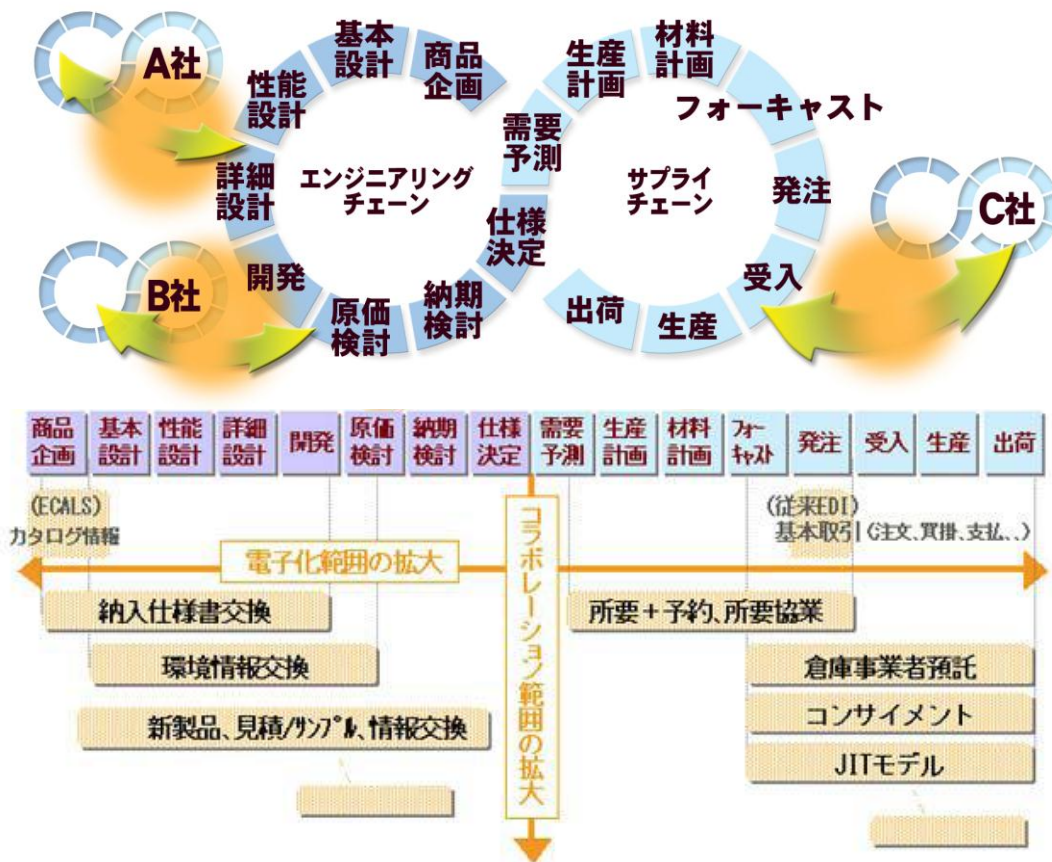 A社
B社
C社
商品
企画
基本
設計
性能
設計
詳細
設計
開発
原価
検討
納期
検討
仕様
決定
エンジニアリング
チェーン
需要
予測
生産
計画
材料
計画
フォーキャスト
発注
受入
生産
出荷
サプライ
チェーン
商品
企画
基本
設計
性能
設計
詳細
設計
開発
原価
検討
納期
検討
仕様
決定
需要
予測
生産
計画
材料
計画
フォー
キャスト
発注
受入
生産
出荷
(ECALS)
カタログ情報
(従来EDI)
基本取引(注文、買掛、支払、、)
電子化範囲の拡大
コラボレーション範囲の拡大
納入仕様書交換
所要+予約、所要協業
環境情報交換
倉庫事業者預託
新製品、見積/サンプル、情報交換
コンサイメント
JITモデル